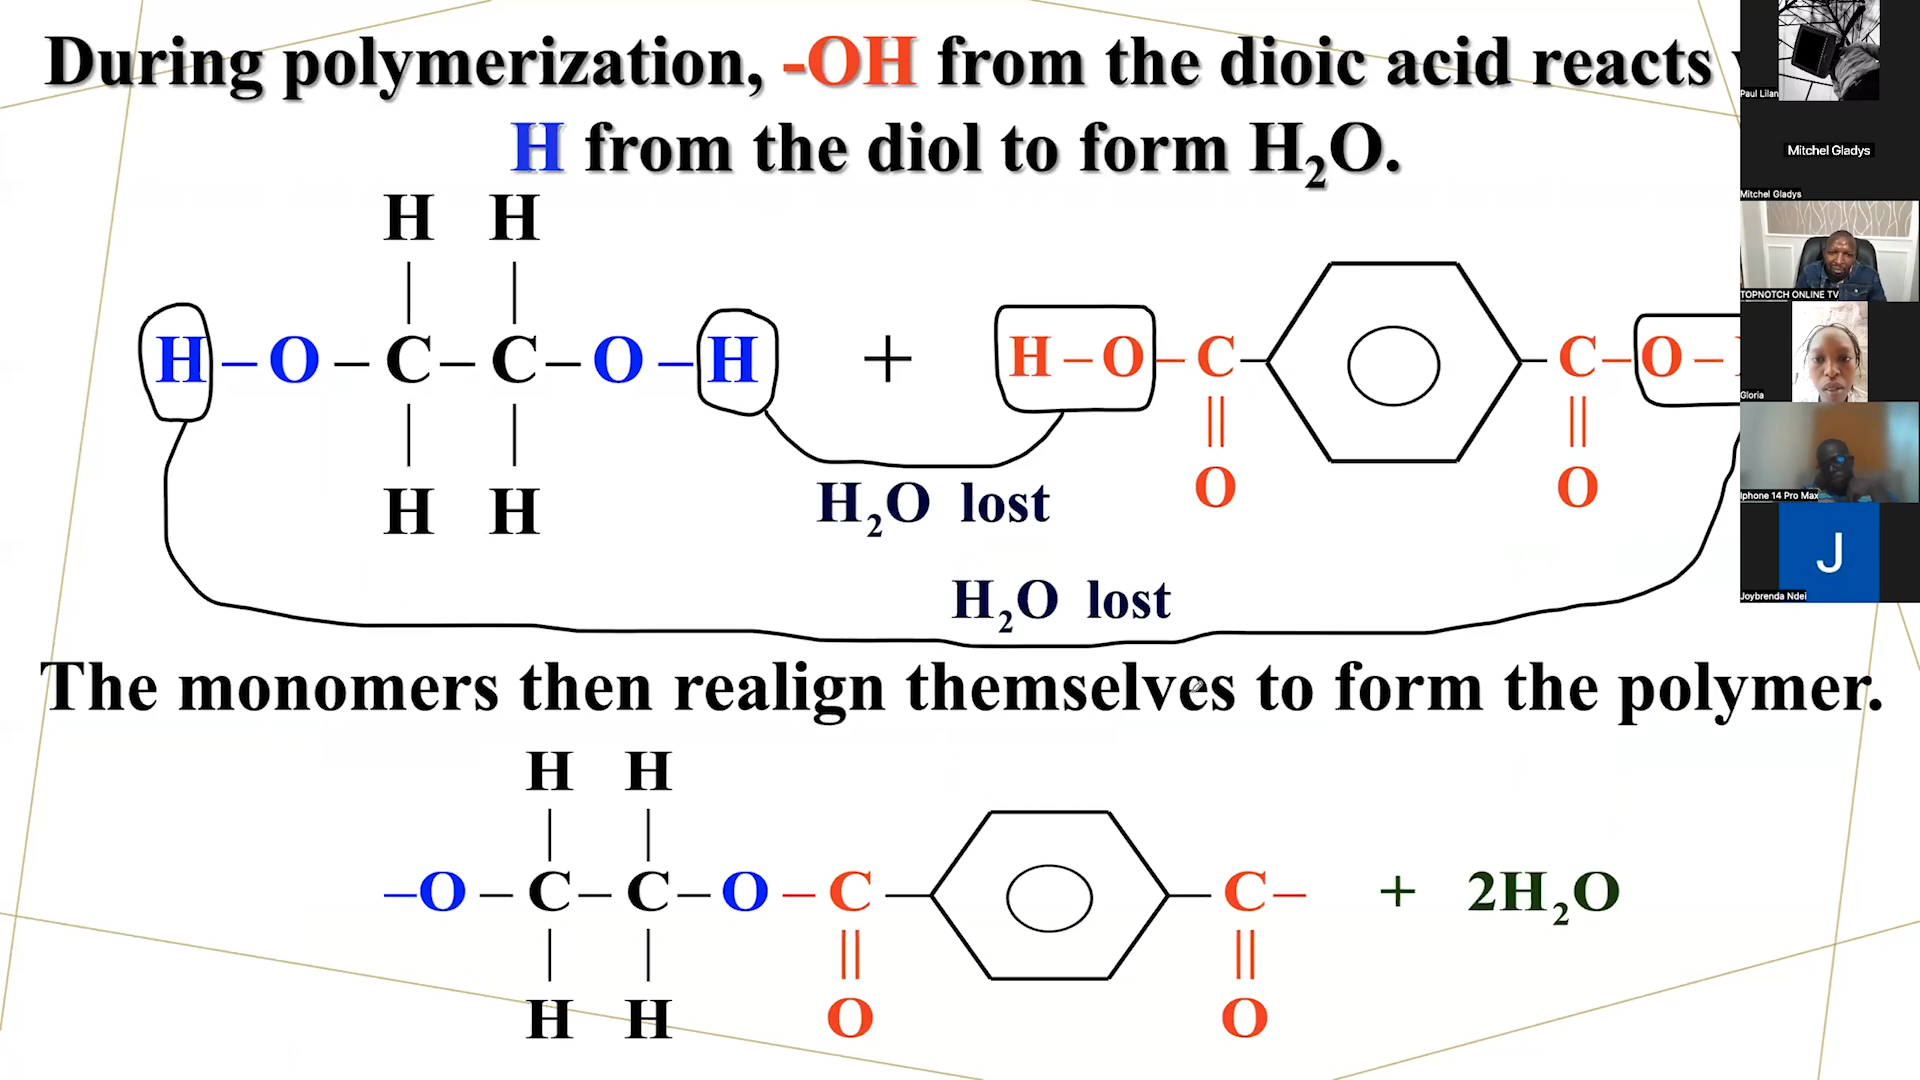 During polymerization, -OH from the dioic acid reacts
H from the diol to form H₂O.
H H
H – O – C – C – O – H + H – O – C C – O –
O O
H H
H₂O lost
H₂O lost
The monomers then realign themselves to form the polymer.
H H
–O – C – C – O – C C – + 2H₂O
H H O O
Paul Lilan
Mitchel Gladys
Mitchel Gladys
TOPNOTCH ONLINE TV
Gloria
Iphone 14 Pro Max
J
Joybrenda Ndei